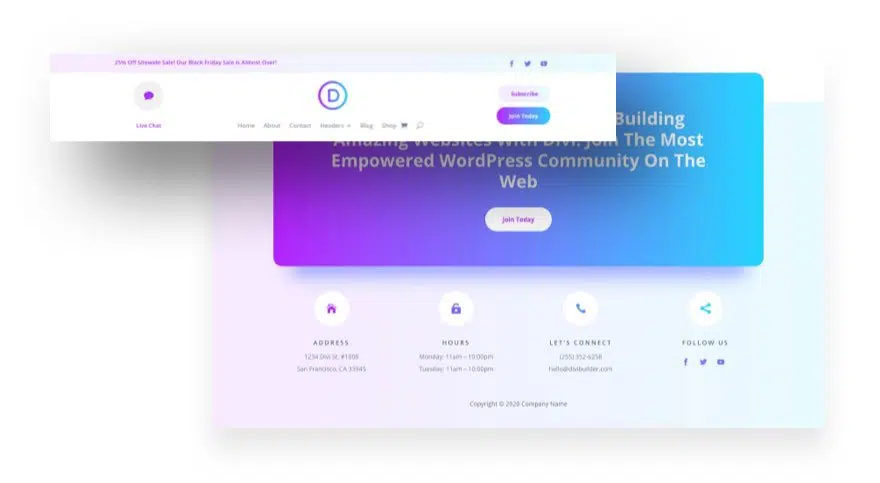 25% Off Sitewide Sale! Our Black Friday Sale is Almost Over!
D
Subscribe
Join Today
Live Chat
Home About Contact Headers Blog Shop
Building
Amazing Websites With Divi. Join The Most
Empowered WordPress Community On The
Web
Join Today
ADDRESS HOURS LET'S CONNECT FOLLOW US
1234 Divi St. #1000 Monday: 11am – 10:00pm (255) 352-6258
San Francisco, CA 33945 Tuesday: 11am – 10:00pm hello@divibuilder.com
Copyright © 2020 Company Name